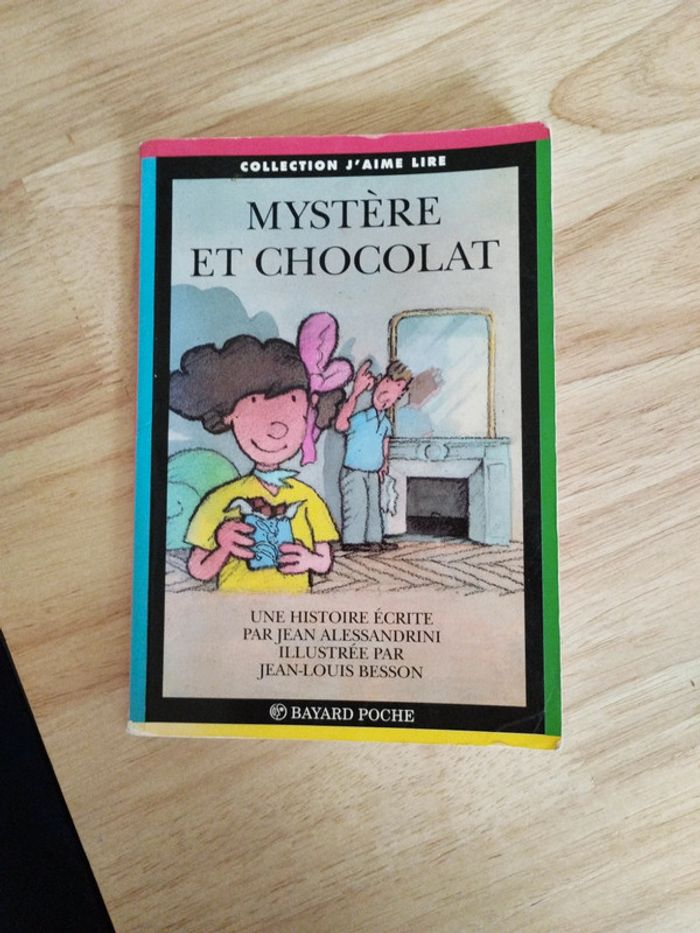 COLLECTION J'AIME LIRE
MYSTÈRE
ET CHOCOLAT
UNE HISTOIRE ÉCRITE
PAR JEAN ALESSANDRINI
ILLUSTRÉE PAR
JEAN-LOUIS BESSON
BAYARD POCHE